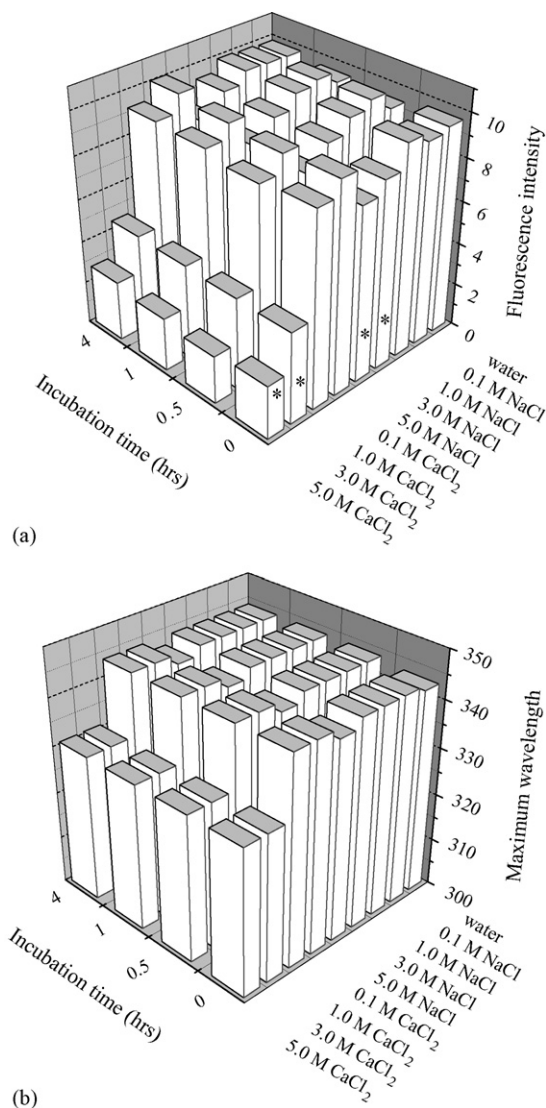 10
8
6
4
2
0
Fluorescence intensity
*
*
*
*
4
1
0.5
0
Incubation time (hrs)
water
0.1 M NaCl
1.0 M NaCl
3.0 M NaCl
5.0 M NaCl
0.1 M CaCl₂
1.0 M CaCl₂
3.0 M CaCl₂
5.0 M CaCl₂
(a)
350
340
330
320
310
300
Maximum wavelength
4
1
0.5
0
Incubation time (hrs)
water
0.1 M NaCl
1.0 M NaCl
3.0 M NaCl
5.0 M NaCl
0.1 M CaCl₂
1.0 M CaCl₂
3.0 M CaCl₂
5.0 M CaCl₂
(b)